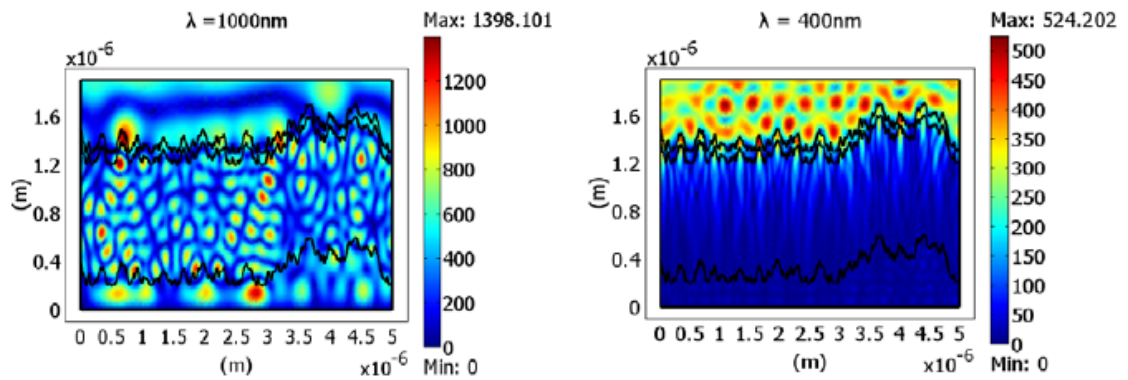 λ =1000nm
Max: 1398.101
x10⁻⁶
1.6
1.2
0.8
0.4
0
(m)
0 0.5 1 1.5 2 2.5 3 3.5 4 4.5 5
(m)
x10⁻⁶
1200
1000
800
600
400
200
0
Min: 0
λ = 400nm
Max: 524.202
x10⁻⁶
1.6
1.2
0.8
0.4
0
(m)
0 0.5 1 1.5 2 2.5 3 3.5 4 4.5 5
(m)
x10⁻⁶
500
450
400
350
300
250
200
150
100
50
0
Min: 0